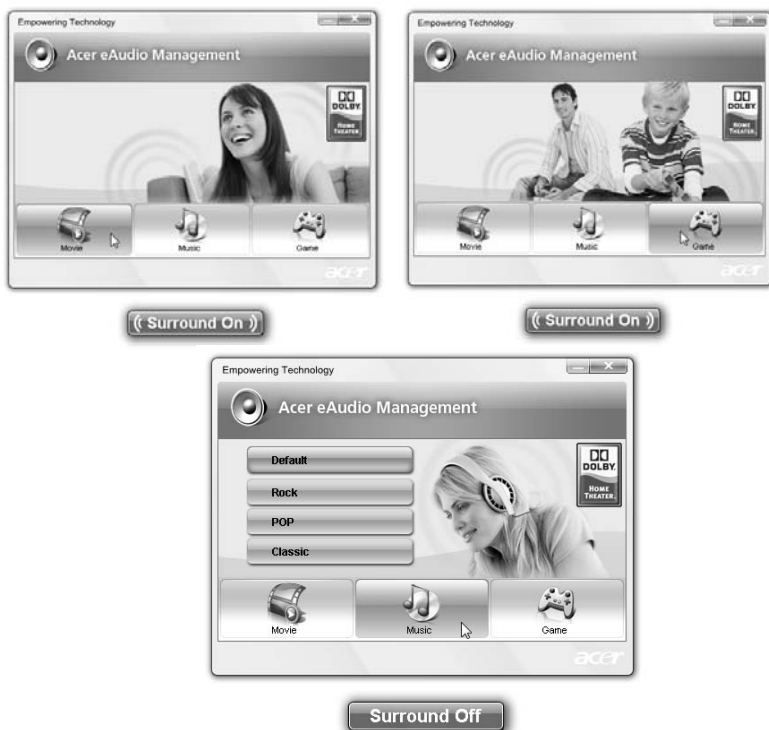 Empowering Technology
Acer eAudio Management
DOLBY
HOME
THEATER
Movie
Music
Game
acer
(( Surround On ))
Empowering Technology
Acer eAudio Management
DOLBY
HOME
THEATER
Movie
Music
Game
acer
(( Surround On ))
Empowering Technology
Acer eAudio Management
Default
Rock
POP
Classic
DOLBY
HOME
THEATER
Movie
Music
Game
acer
Surround Off